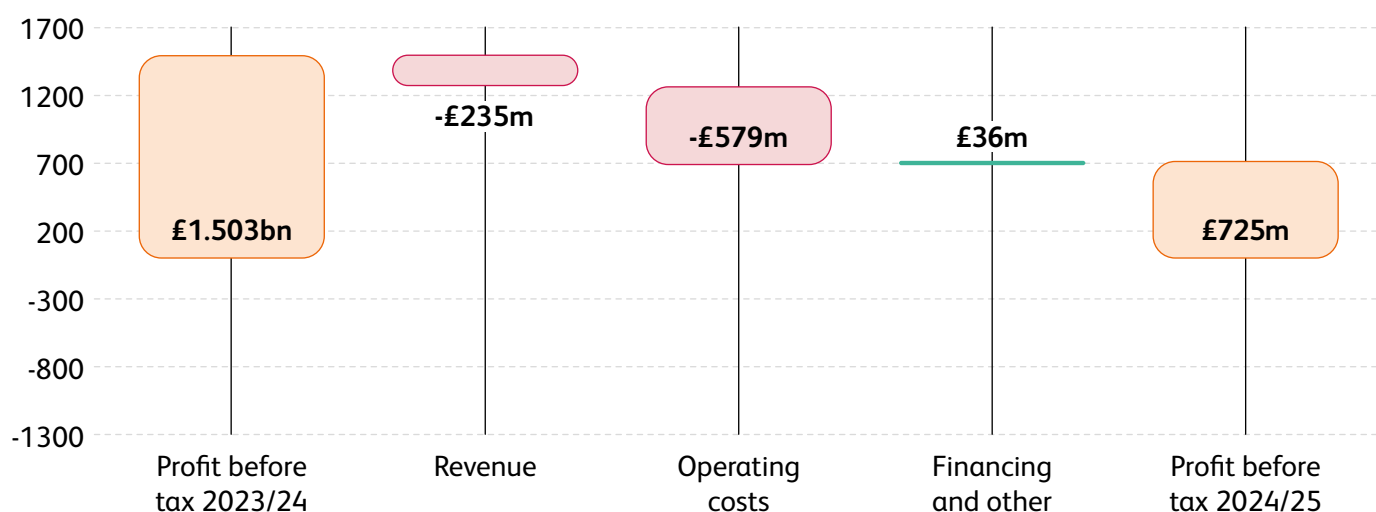 1700
1200
700
200
-300
-800
-1300
£1.503bn
-£235m
-£579m
£36m
£725m
Profit before
tax 2023/24
Revenue
Operating
costs
Financing
and other
Profit before
tax 2024/25